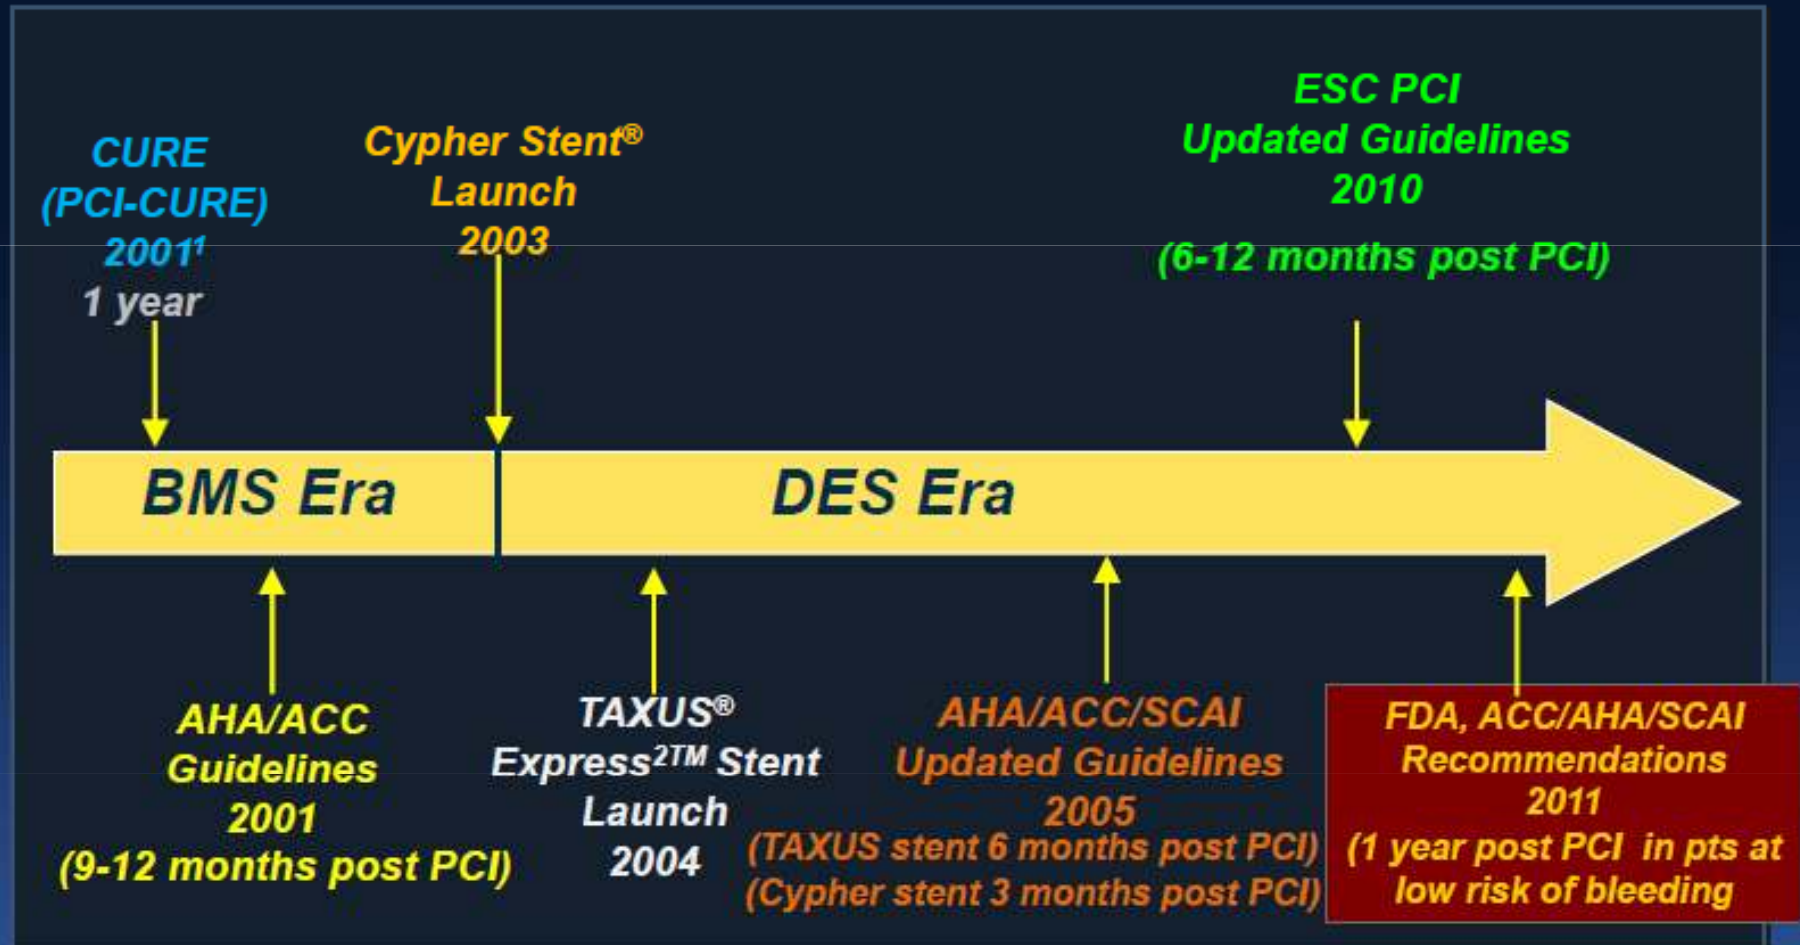 CURE
(PCI-CURE)
2001¹
1 year
Cypher Stent®
Launch
2003
ESC PCI
Updated Guidelines
2010
(6-12 months post PCI)
BMS Era
DES Era
AHA/ACC
Guidelines
2001
(9-12 months post PCI)
TAXUS®
Express²ᵀᴹ Stent
Launch
2004
AHA/ACC/SCAI
Updated Guidelines
2005
(TAXUS stent 6 months post PCI)
(Cypher stent 3 months post PCI)
FDA, ACC/AHA/SCAI
Recommendations
2011
(1 year post PCI in pts at
low risk of bleeding